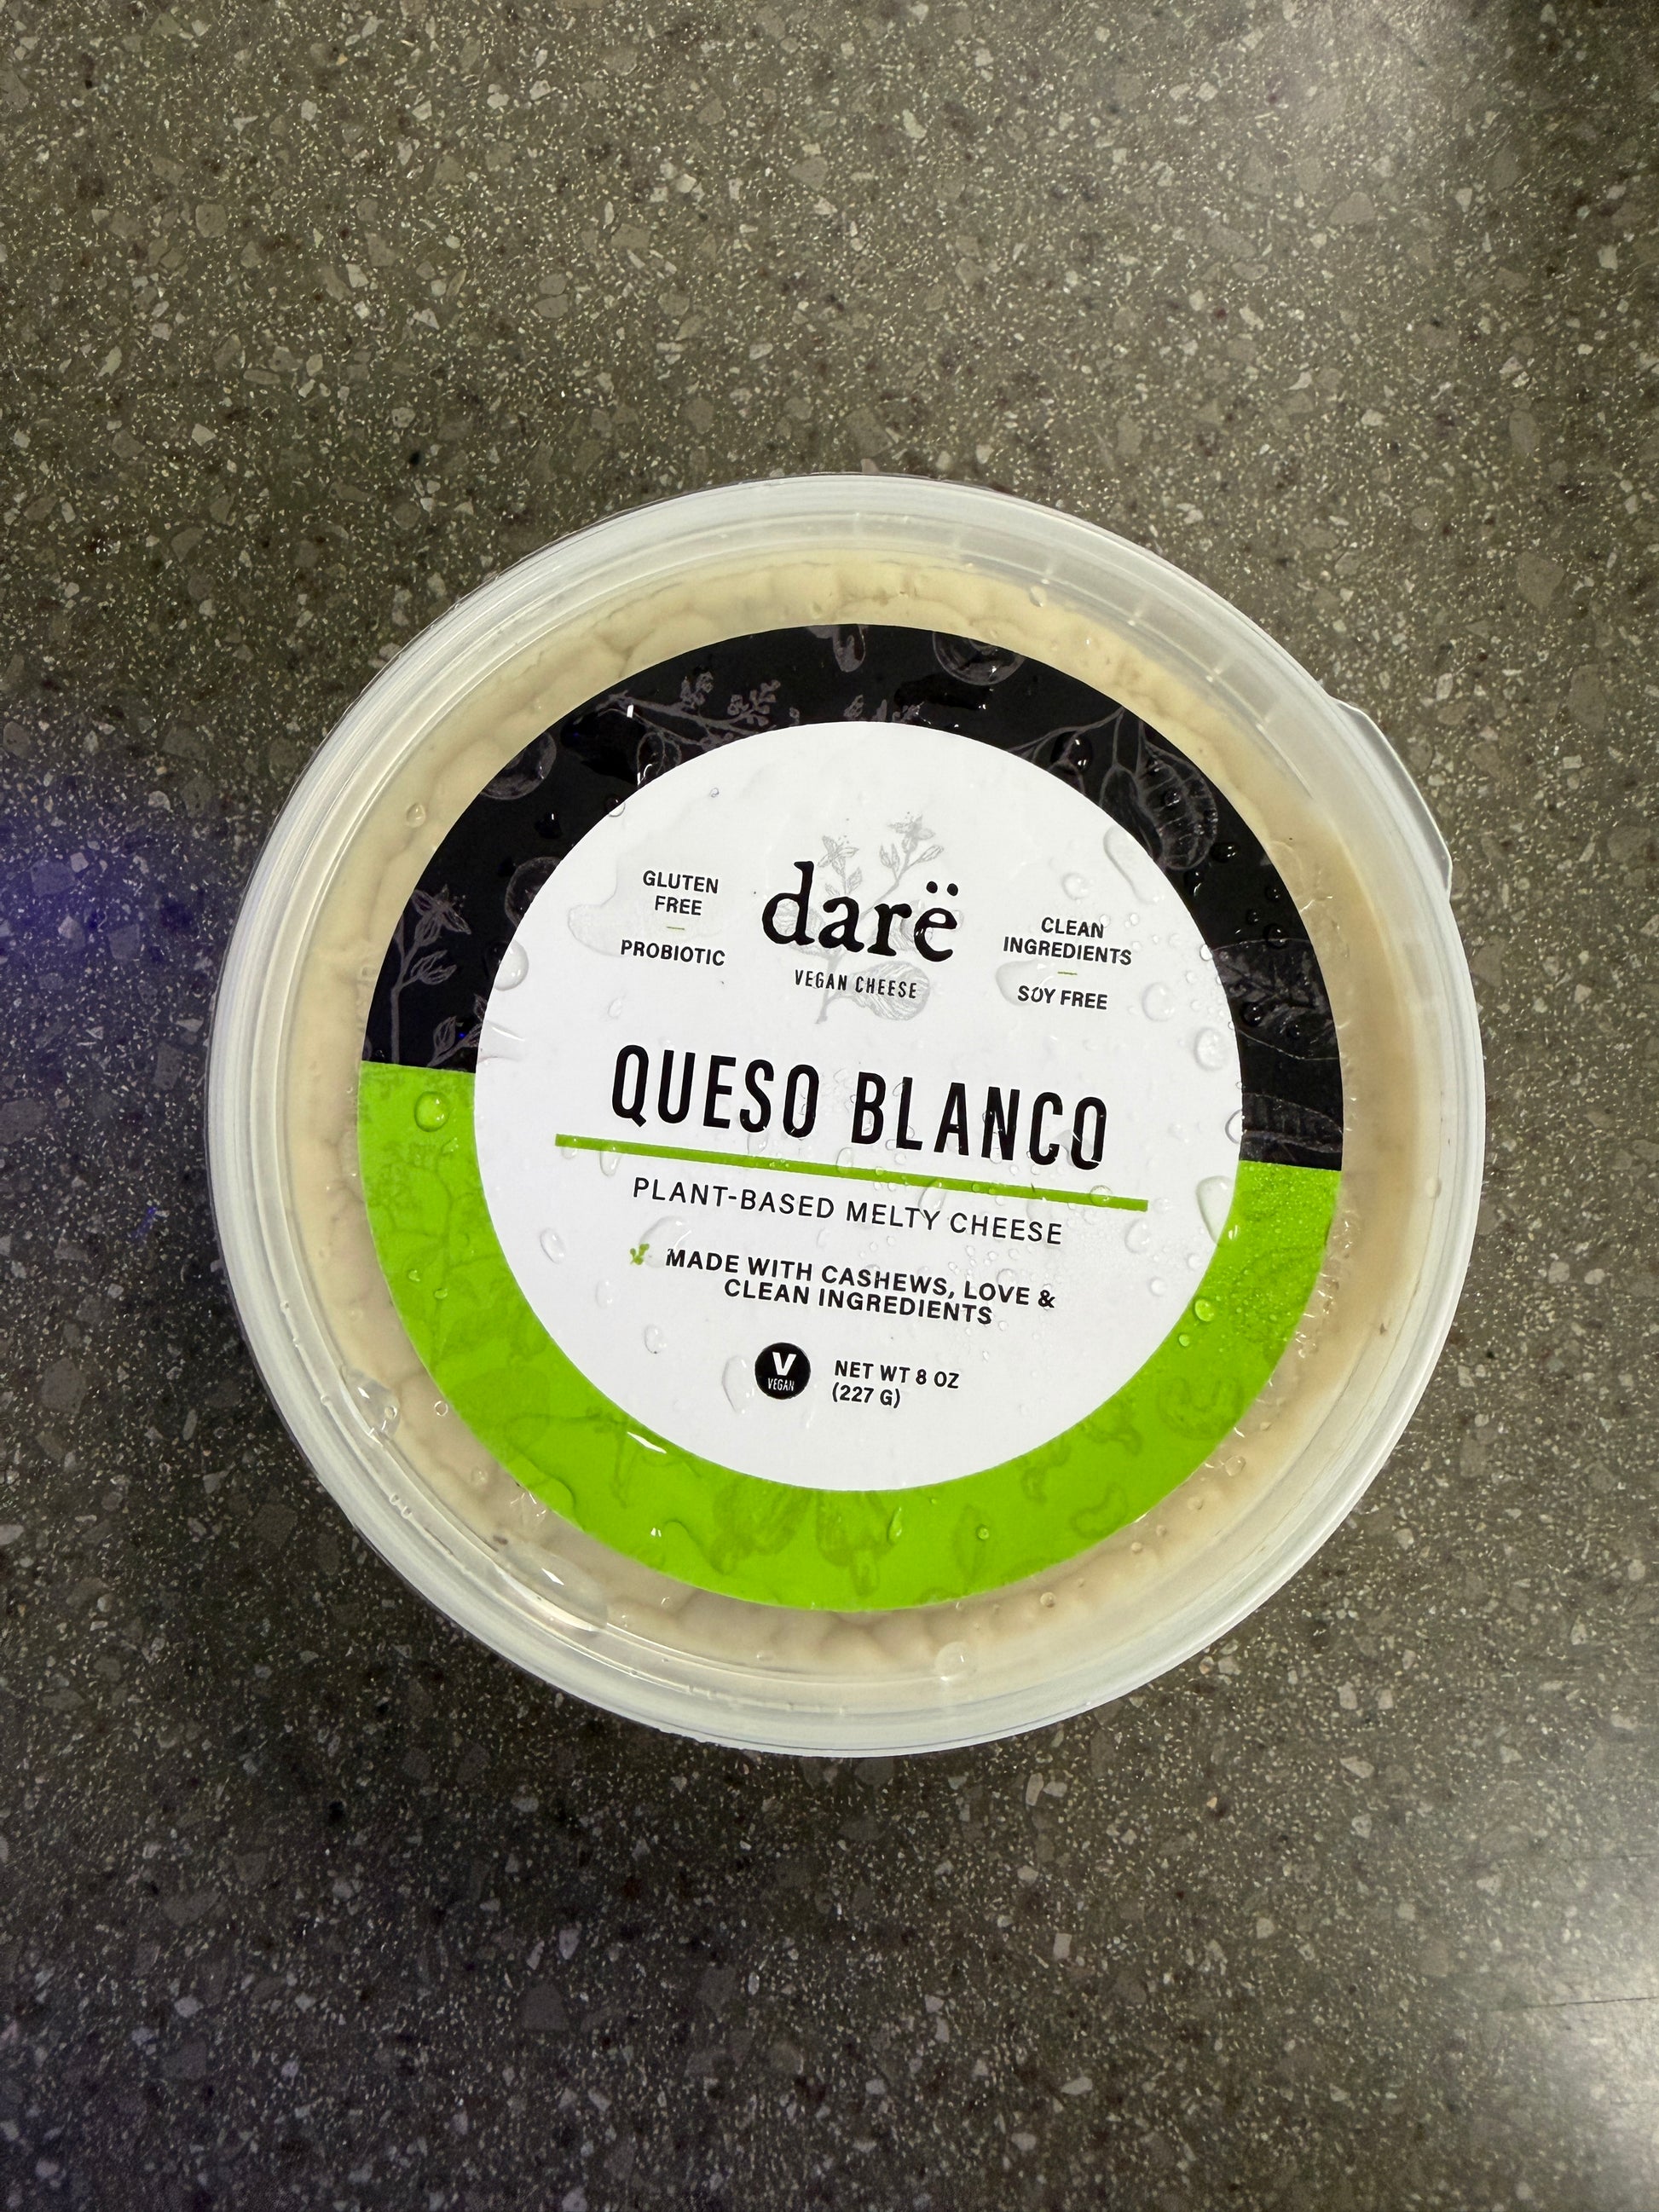 GLUTEN
FREE
PROBIOTIC
darë
VEGAN CHEESE
CLEAN
INGREDIENTS
SOY FREE
QUESO BLANCO
PLANT-BASED MELTY CHEESE
MADE WITH CASHEWS, LOVE &
CLEAN INGREDIENTS
V
VEGAN
NET WT 8 OZ
(227 G)